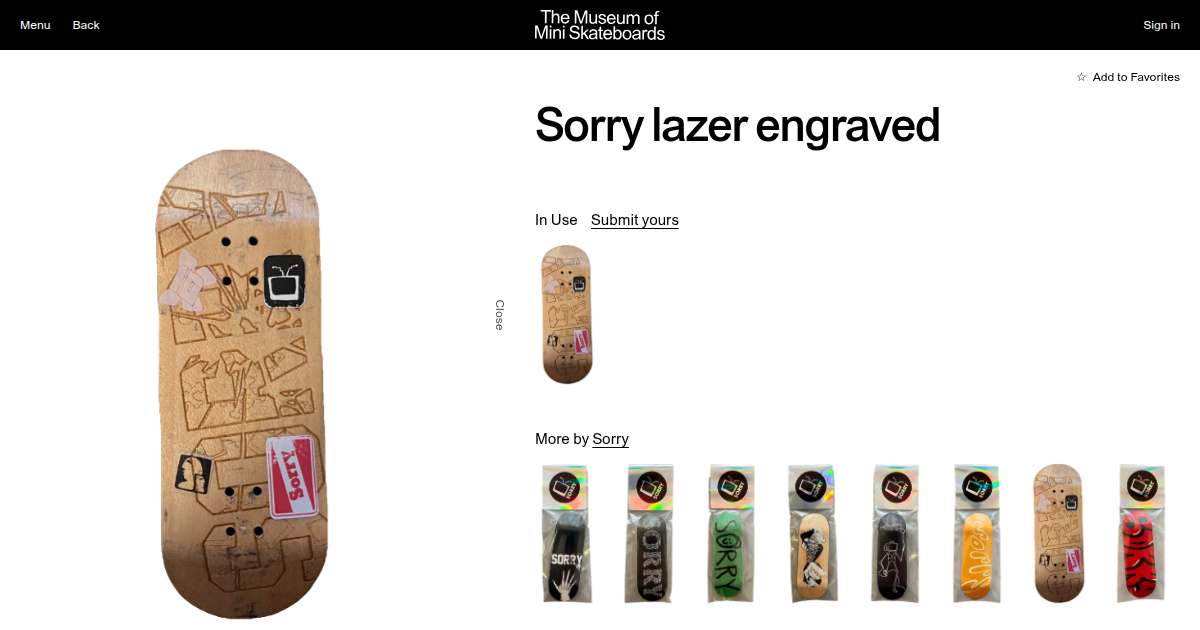 Menu
Back
The Museum of
Mini Skateboards
Sign in
☆ Add to Favorites
Sorry lazer engraved
In Use
Submit yours
Close
Sorry
More by Sorry
SORRY
SORRY